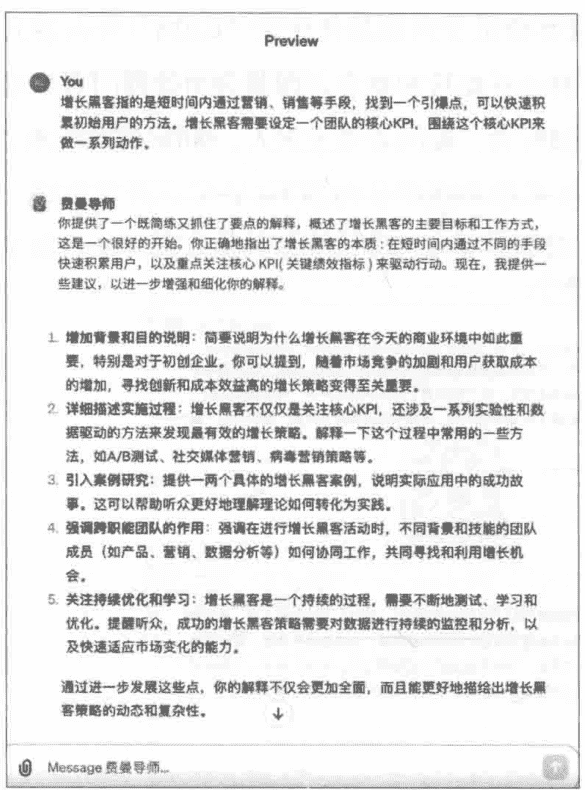 Preview
You
增长黑客指的是短时间内通过营销、销售等手段，找到一个引爆点，可以快速积
累初始用户的方法。增长黑客需要设定一个团队的核心KPI，围绕这个核心KPI来
做一系列动作。
费曼导师
你提供了一个既简练又抓住了要点的解释，概述了增长黑客的主要目标和工作方式，
这是一个很好的开始。你正确地指出了增长黑客的本质：在短时间内通过不同的手段
快速积累用户，以及重点关注核心 KPI( 关键绩效指标 ) 来驱动行动。现在，我提供一
些建议，以进一步增强和细化你的解释。
1. 增加背景和目的说明：简要说明为什么增长黑客在今天的商业环境中如此重
要，特别是对于初创企业。你可以提到，随着市场竞争的加剧和用户获取成本
的增加，寻找创新和成本效益高的增长策略变得至关重要。
2. 详细描述实施过程：增长黑客不仅仅是关注核心KPI，还涉及一系列实验性和数
据驱动的方法来发现最有效的增长策略。解释一下这个过程中常用的一些方
法，如A/B测试、社交媒体营销、病毒营销策略等。
3. 引入案例研究：提供一两个具体的增长黑客案例，说明实际应用中的成功故
事。这可以帮助听众更好地理解理论如何转化为实践。
4. 强调跨职能团队的作用：强调在进行增长黑客活动时，不同背景和技能的团队
成员（如产品、营销、数据分析等）如何协同工作，共同寻找和利用增长机
会。
5. 关注持续优化和学习：增长黑客是一个持续的过程，需要不断地测试、学习和
优化。提醒听众，成功的增长黑客策略需要对数据进行持续的监控和分析，以
及快速适应市场变化的能力。
通过进一步发展这些点，你的解释不仅会更加全面，而且能更好地描绘出增长黑
客策略的动态和复杂性。
Message 费曼导师...